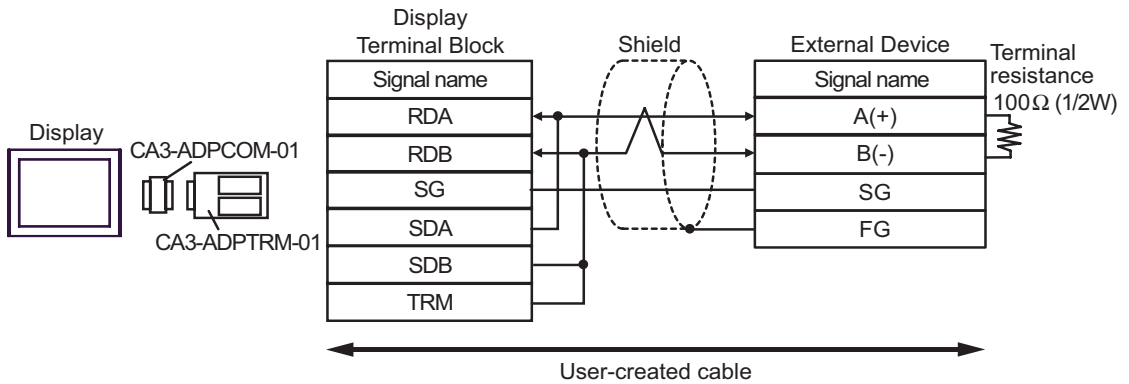 Display
Terminal Block
Shield
External Device
Terminal
resistance
100Ω (1/2W)
Signal name
Signal name
RDA
A(+)
Display
CA3-ADPCOM-01
RDB
B(-)
SG
SG
CA3-ADPTRM-01
SDA
FG
SDB
TRM
User-created cable